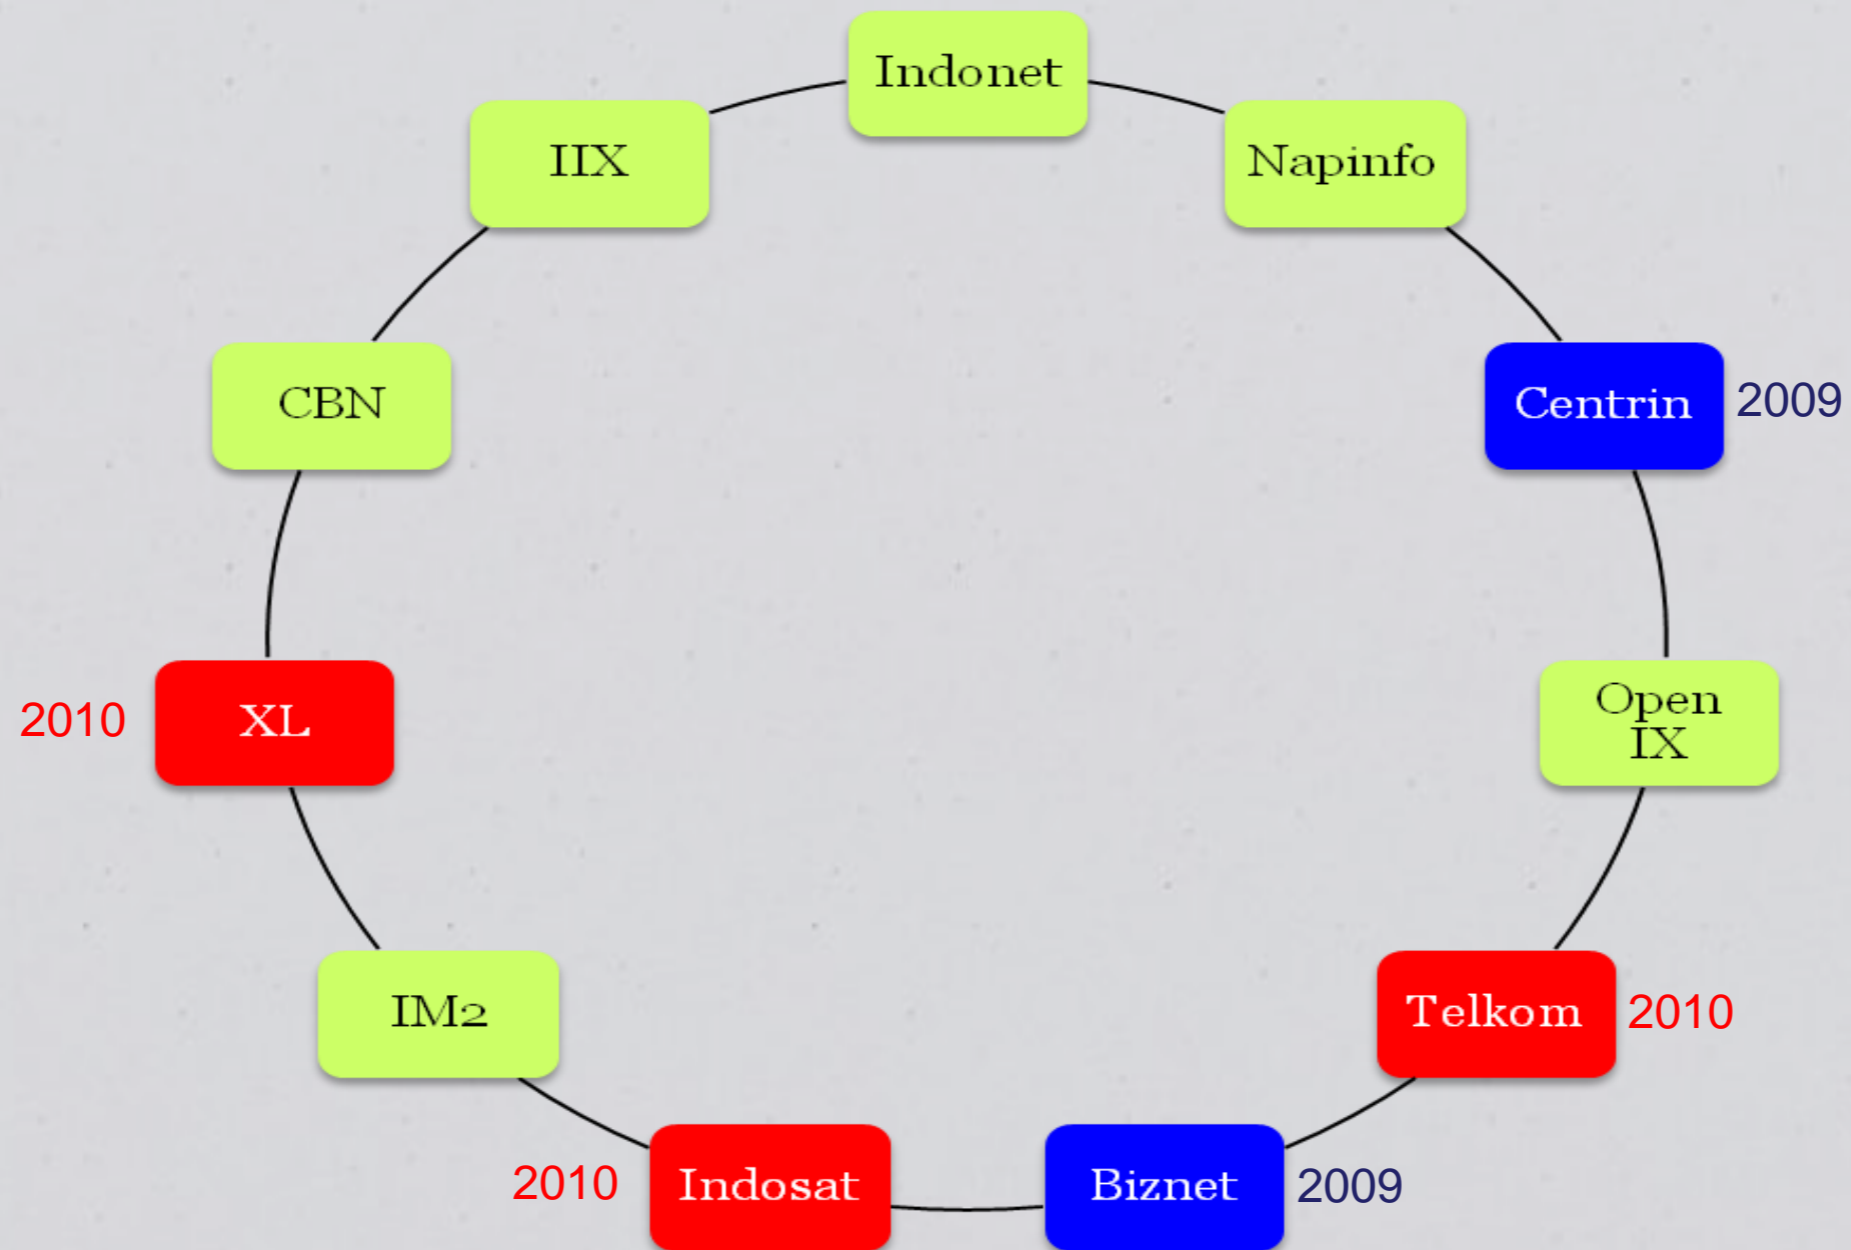 Indonet
IIX
Napinfo
CBN
Centrin 2009
Open
IX
2010 XL
IM2
Telkom 2010
2010 Indosat
Biznet 2009